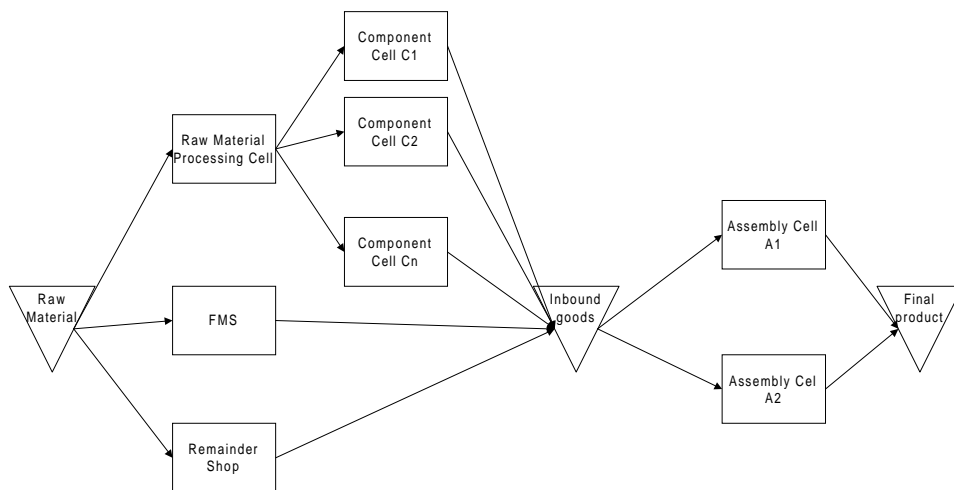 Component
Cell C1
Component
Cell C2
Raw Material
Processing Cell
Component
Cell Cn
Assembly Cell
A1
Raw
Material
FMS
Inbound
goods
Final
product
Assembly Cel
A2
Remainder
Shop